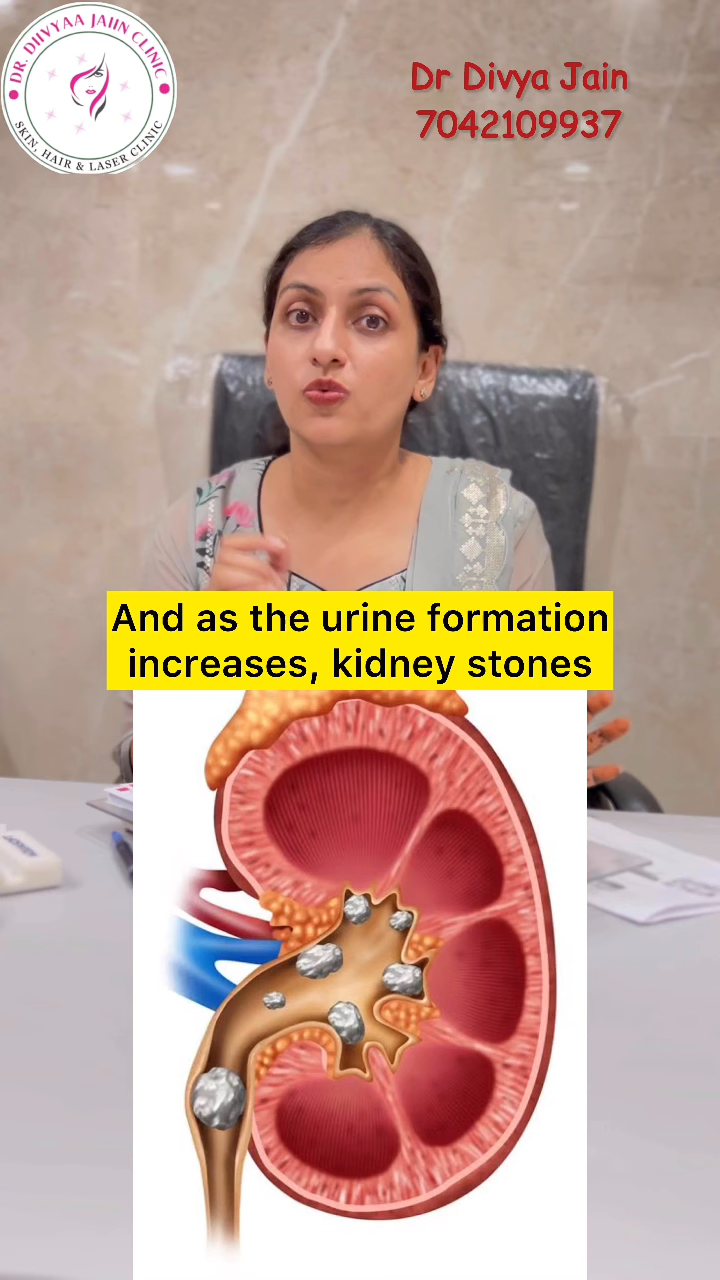 DR. DIIVYAA JAIIN CLINIC
SKIN, HAIR & LASER CLINIC
Dr Divya Jain
7042109937
And as the urine formation
increases, kidney stones